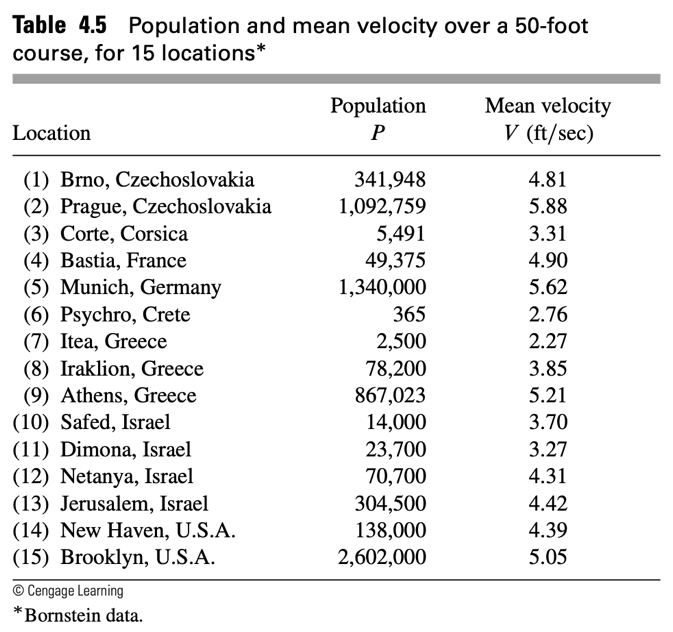 Table 4.5 Population and mean velocity over a 50-foot
course, for 15 locations*
Population Mean velocity
Location P V (ft/sec)
(1) Brno, Czechoslovakia 341,948 4.81
(2) Prague, Czechoslovakia 1,092,759 5.88
(3) Corte, Corsica 5,491 3.31
(4) Bastia, France 49,375 4.90
(5) Munich, Germany 1,340,000 5.62
(6) Psychro, Crete 365 2.76
(7) Itea, Greece 2,500 2.27
(8) Iraklion, Greece 78,200 3.85
(9) Athens, Greece 867,023 5.21
(10) Safed, Israel 14,000 3.70
(11) Dimona, Israel 23,700 3.27
(12) Netanya, Israel 70,700 4.31
(13) Jerusalem, Israel 304,500 4.42
(14) New Haven, U.S.A. 138,000 4.39
(15) Brooklyn, U.S.A. 2,602,000 5.05
© Cengage Learning
*Bornstein data.